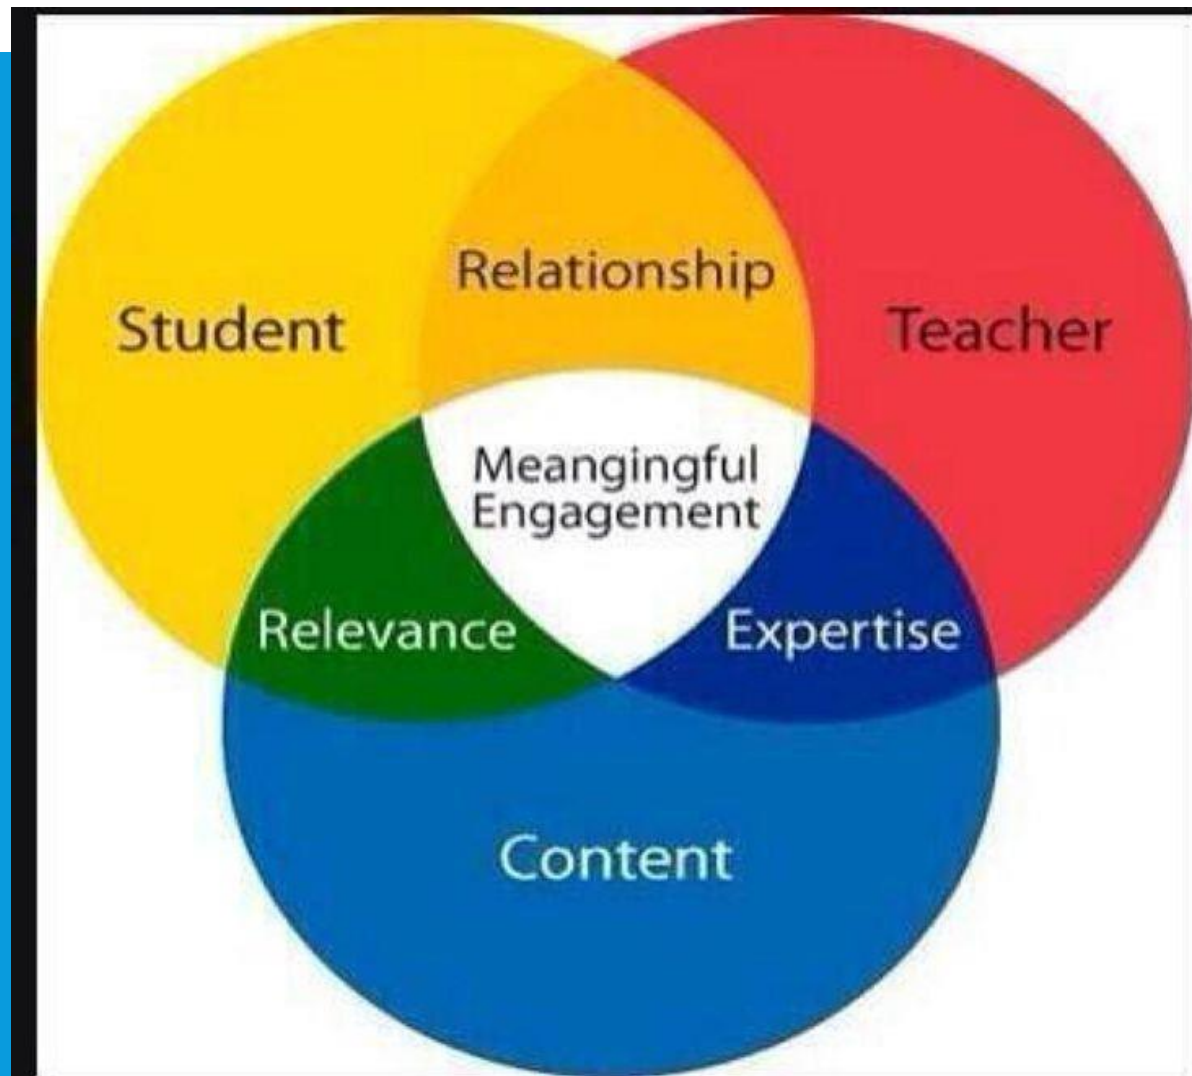 Relationship
Student
Teacher
Meangingful
Engagement
Relevance
Expertise
Content